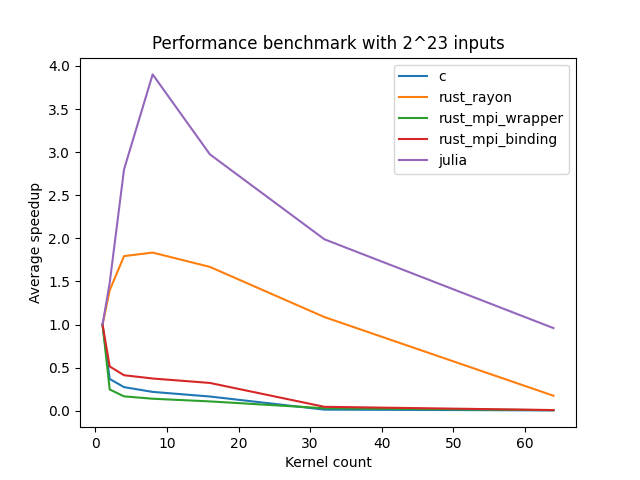 Performance benchmark with 2^23 inputs
c
rust_rayon
rust_mpi_wrapper
rust_mpi_binding
julia
Average speedup
4.0
3.5
3.0
2.5
2.0
1.5
1.0
0.5
0.0
0 10 20 30 40 50 60
Kernel count